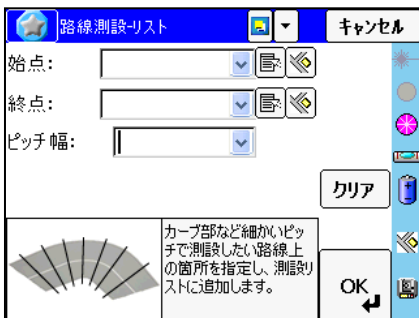 路線測設-リスト
キャンセル
始点：
終点：
ピッチ幅：
クリア
カーブ部など細かいピッ
チで測設したい路線上
の箇所を指定し、測設リ
ストに追加します。
OK